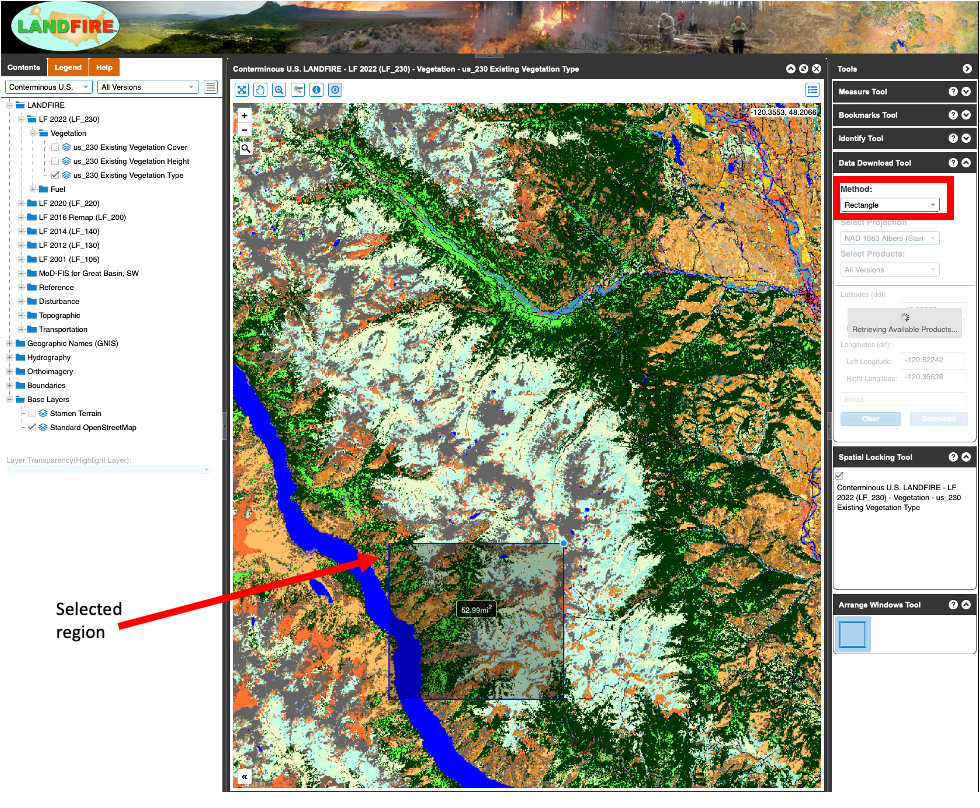 LANDFIRE
Contents
Legend
Help
Conterminous U.S.
All Versions
LANDFIRE
LF 2022 (LF_230)
Vegetation
us_230 Existing Vegetation Cover
us_230 Existing Vegetation Height
us_230 Existing Vegetation Type
Fuel
LF 2020 (LF_220)
LF 2016 Remap (LF_200)
LF 2014 (LF_140)
LF 2012 (LF_130)
LF 2001 (LF_105)
MoD-FIS for Great Basin, SW
Reference
Disturbance
Topographic
Transportation
Geographic Names (GNIS)
Hydrography
Orthoimagery
Boundaries
Base Layers
Stamen Terrain
Standard OpenStreetMap
Layer Transparency(Highlight Layer):
Selected
region
Conterminous U.S. LANDFIRE - LF 2022 (LF_230) - Vegetation - us_230 Existing Vegetation Type
-120.3553, 48.2066
+
−
52.99mi²
«
Tools
Measure Tool
Bookmarks Tool
Identify Tool
Data Download Tool
Method:
Rectangle
Select Projection
NAD 1983 Albers (Stan
Select Products:
All Versions
Latitudes (dd):
Retrieving Available Products...
Longitudes (dd):
Left Longitude: -120.52242
Right Longitude: -120.35528
Email
Clear
Download
Spatial Locking Tool
Conterminous U.S. LANDFIRE - LF
2022 (LF_230) - Vegetation - us_230
Existing Vegetation Type
Arrange Windows Tool